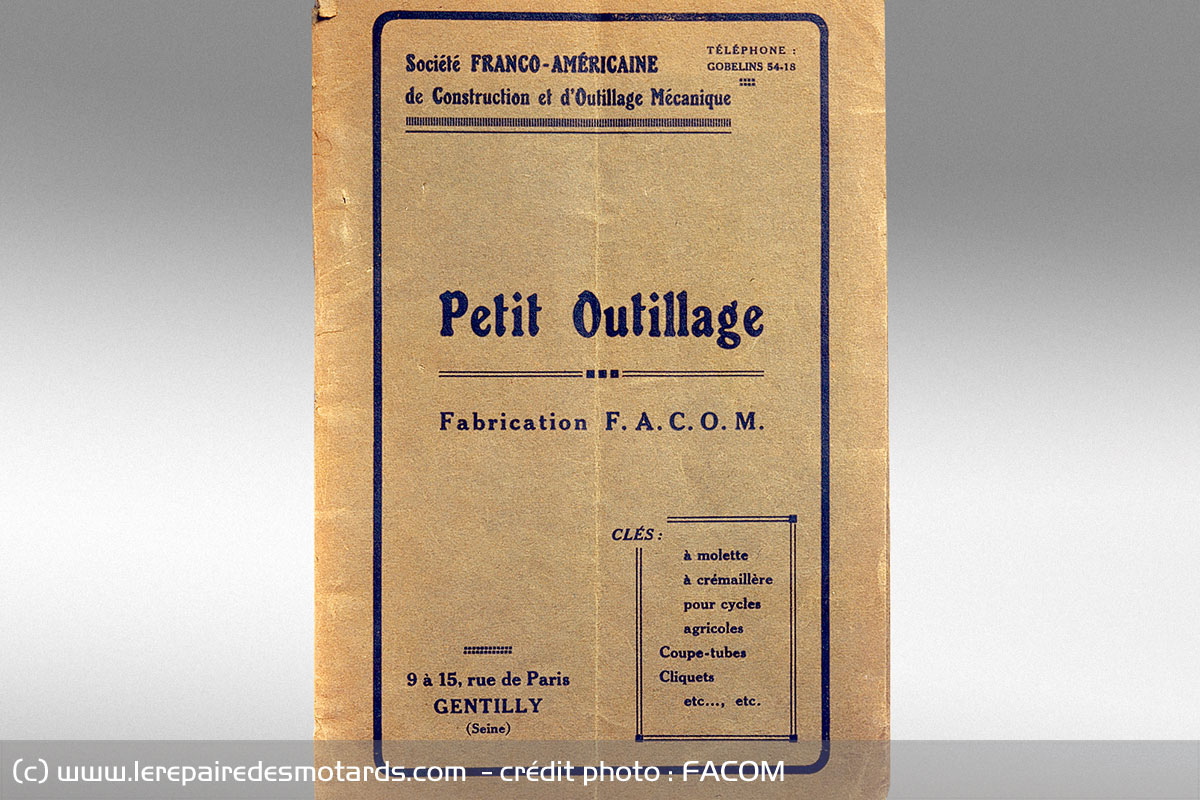 Société FRANCO-AMÉRICAINE
de Construction et d'Outillage Mécanique
TÉLÉPHONE :
GOBELINS 54-18
Petit Outillage
Fabrication F. A. C. O. M.
CLÉS :
à molette
à crémaillère
pour cycles
agricoles
Coupe-tubes
Cliquets
etc..., etc.
9 à 15, rue de Paris
GENTILLY
(Seine)
(c) www.lerepairedesmotards.com - crédit photo : FACOM